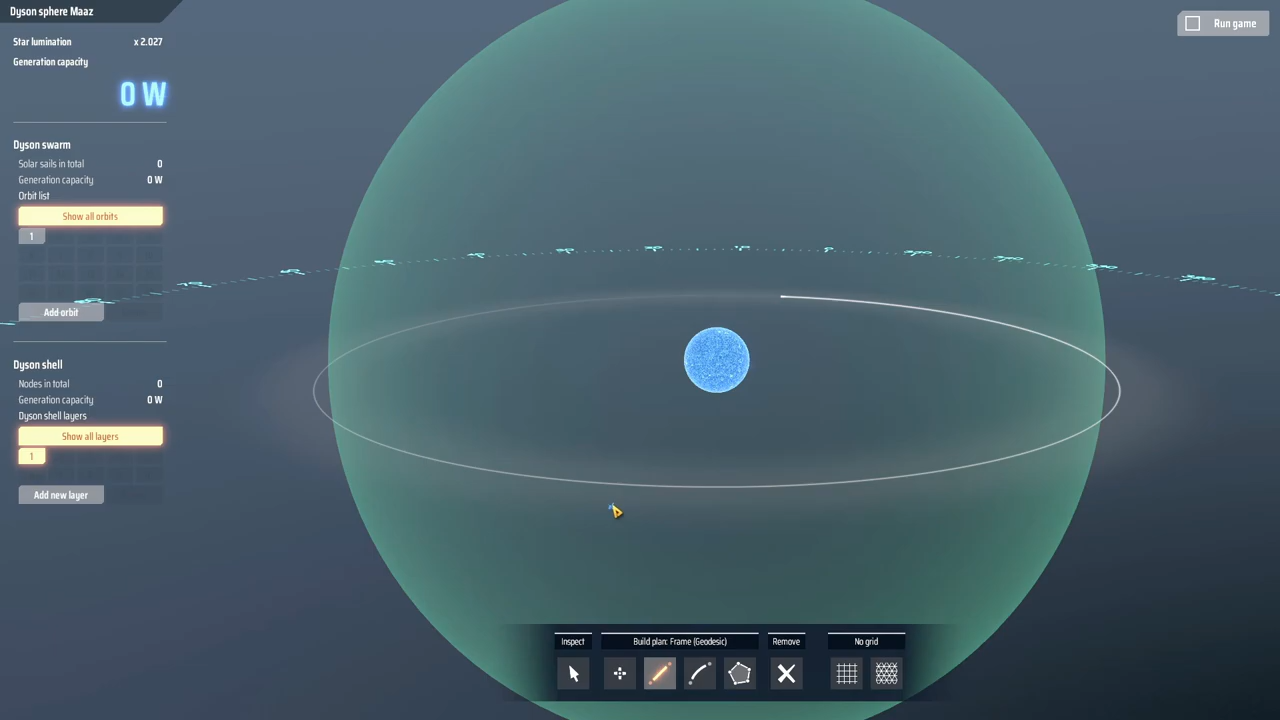 Dyson sphere Maaz
Run game
Star lumination x 2.027
Generation capacity
0 W
Dyson swarm
Solar sails in total 0
Generation capacity 0 W
Orbit list
Show all orbits
1
Add orbit
Dyson shell
Nodes in total 0
Generation capacity 0 W
Dyson shell layers
Show all layers
1
Add new layer
Inspect
Build plan: Frame (Geodesic)
Remove
No grid